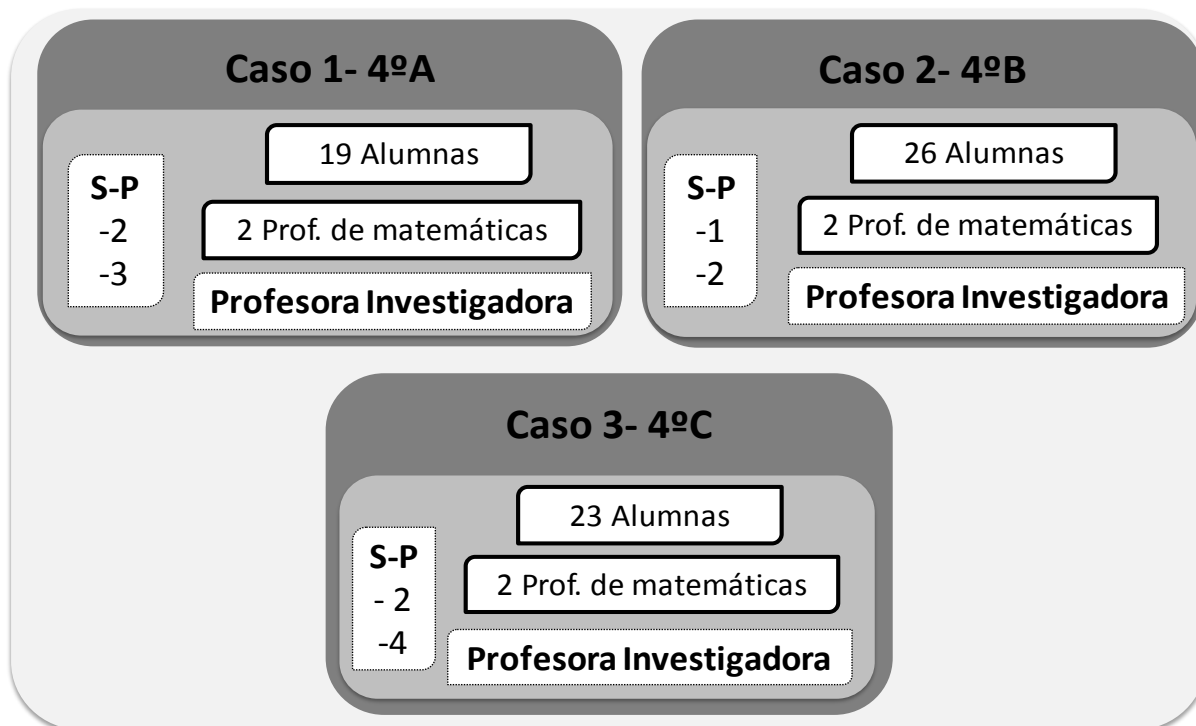 Caso 1- 4ºA
19 Alumnas
S-P
-2
-3
2 Prof. de matemáticas
Profesora Investigadora
Caso 2- 4ºB
26 Alumnas
S-P
-1
-2
2 Prof. de matemáticas
Profesora Investigadora
Caso 3- 4ºC
23 Alumnas
S-P
- 2
-4
2 Prof. de matemáticas
Profesora Investigadora